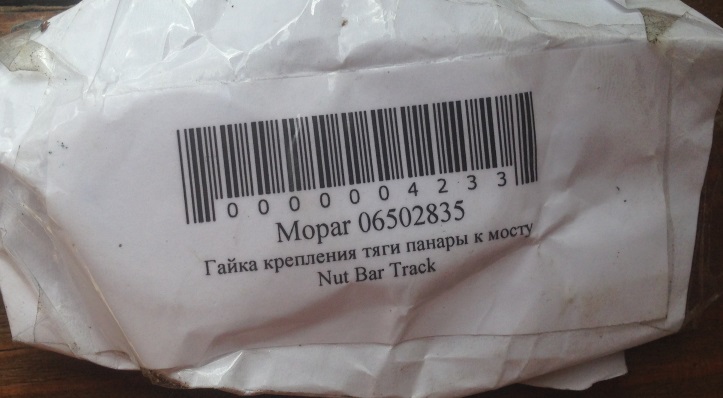 0000004233
Mopar 06502835
Гайка крепления тяги панары к мосту
Nut Bar Track